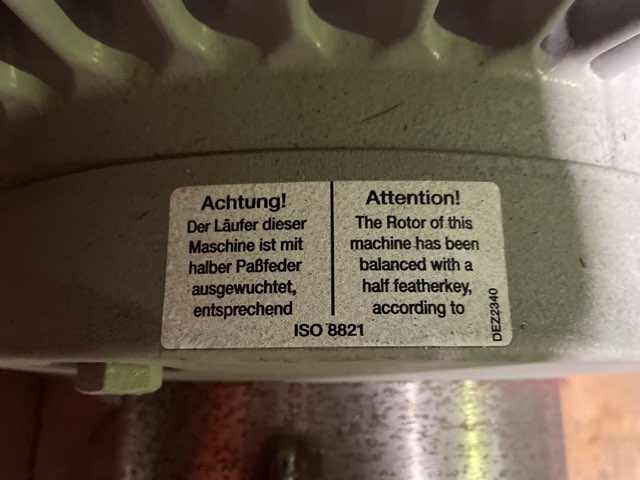 Achtung!
Der Läufer dieser
Maschine ist mit
halber Paßfeder
ausgewuchtet,
entsprechend
Attention!
The Rotor of this
machine has been
balanced with a
half featherkey,
according to
ISO 8821
DEZ2340